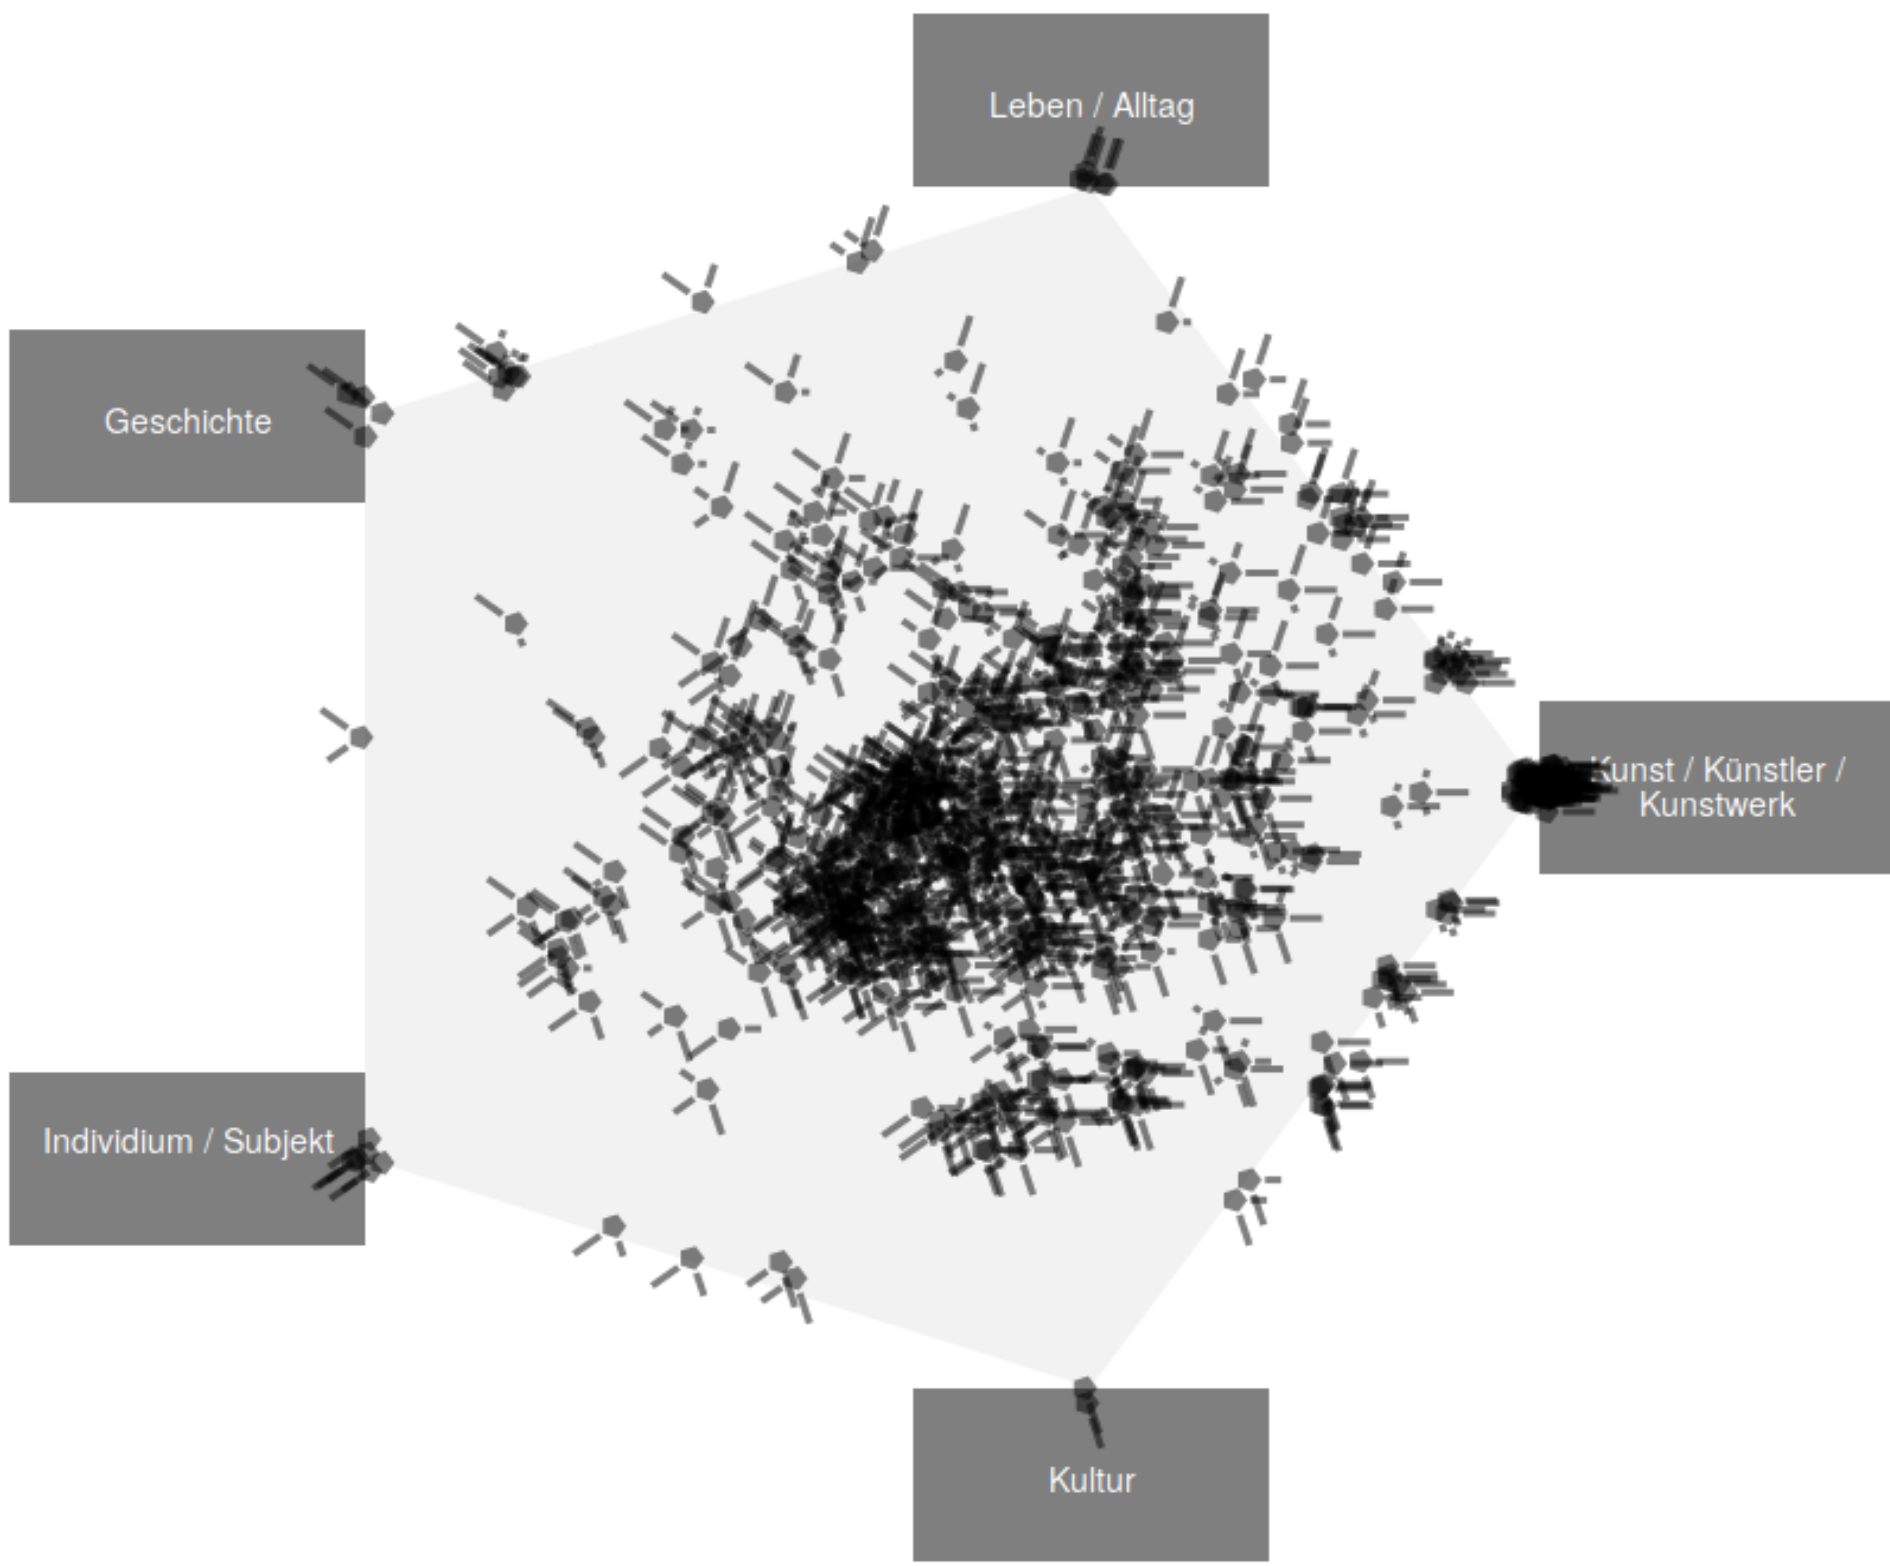 Leben / Alltag
Geschichte
Kunst / Künstler /
Kunstwerk
Individium / Subjekt
Kultur